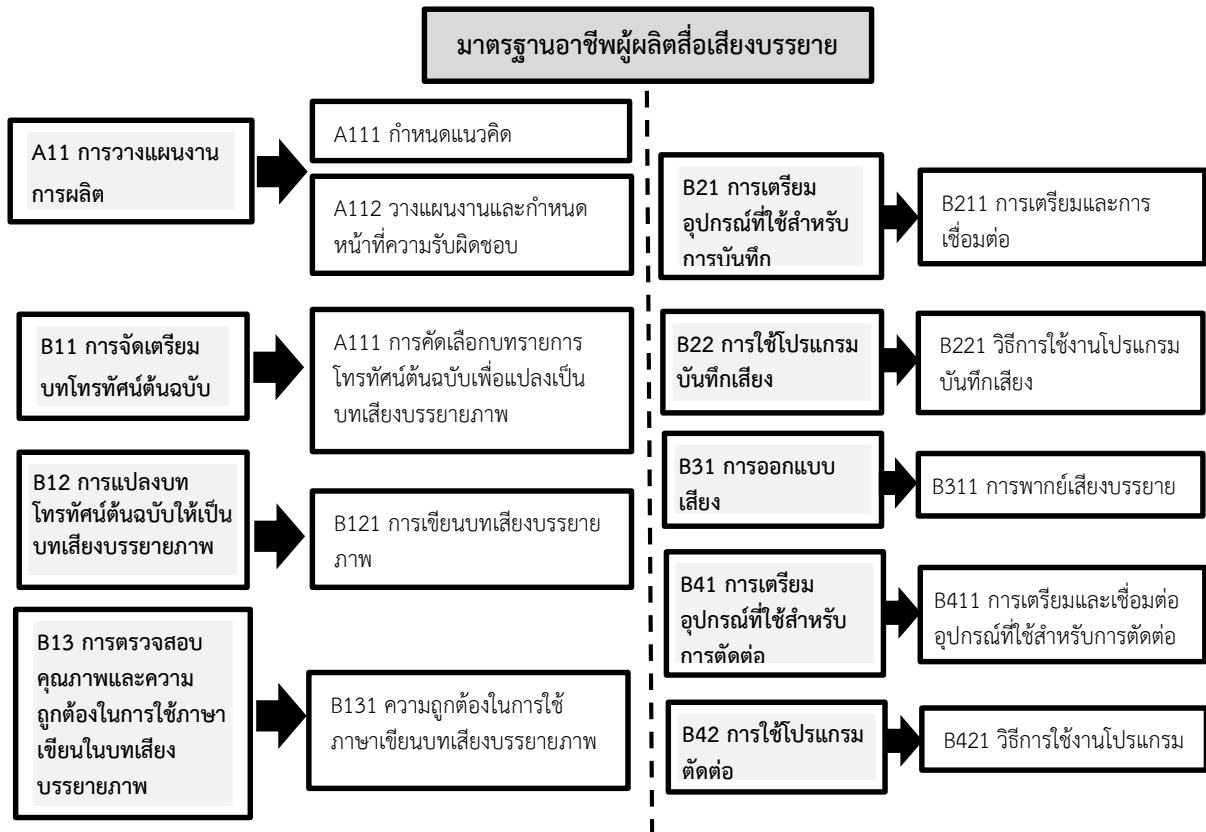 มาตรฐานอาชีพผู้ผลิตสื่อเสียงบรรยาย
A11 การวางแผนงาน
การผลิต
A111 กำหนดแนวคิด
A112 วางแผนงานและกำหนด
หน้าที่ความรับผิดชอบ
B11 การจัดเตรียม
บทโทรทัศน์ต้นฉบับ
A111 การคัดเลือกบทรายการ
โทรทัศน์ต้นฉบับเพื่อแปลงเป็น
บทเสียงบรรยายภาพ
B12 การแปลงบท
โทรทัศน์ต้นฉบับให้เป็น
บทเสียงบรรยายภาพ
B121 การเขียนบทเสียงบรรยาย
ภาพ
B13 การตรวจสอบ
คุณภาพและความ
ถูกต้องในการใช้ภาษา
เขียนในบทเสียง
บรรยายภาพ
B131 ความถูกต้องในการใช้
ภาษาเขียนบทเสียงบรรยายภาพ
B21 การเตรียม
อุปกรณ์ที่ใช้สำหรับ
การบันทึก
B211 การเตรียมและการ
เชื่อมต่อ
B22 การใช้โปรแกรม
บันทึกเสียง
B221 วิธีการใช้งานโปรแกรม
บันทึกเสียง
B31 การออกแบบ
เสียง
B311 การพากย์เสียงบรรยาย
B41 การเตรียม
อุปกรณ์ที่ใช้สำหรับ
การตัดต่อ
B411 การเตรียมและเชื่อมต่อ
อุปกรณ์ที่ใช้สำหรับการตัดต่อ
B42 การใช้โปรแกรม
ตัดต่อ
B421 วิธีการใช้งานโปรแกรม